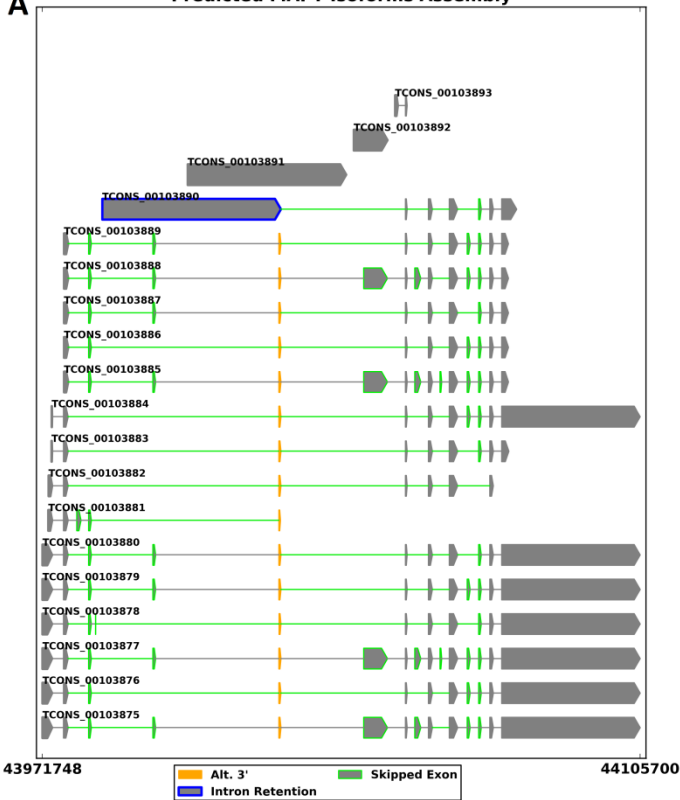 A
TCONS_00103893
TCONS_00103892
TCONS_00103891
TCONS_00103890
TCONS_00103889
TCONS_00103888
TCONS_00103887
TCONS_00103886
TCONS_00103885
TCONS_00103884
TCONS_00103883
TCONS_00103882
TCONS_00103881
TCONS_00103880
TCONS_00103879
TCONS_00103878
TCONS_00103877
TCONS_00103876
TCONS_00103875
43971748 44105700
Alt. 3' Skipped Exon
Intron Retention